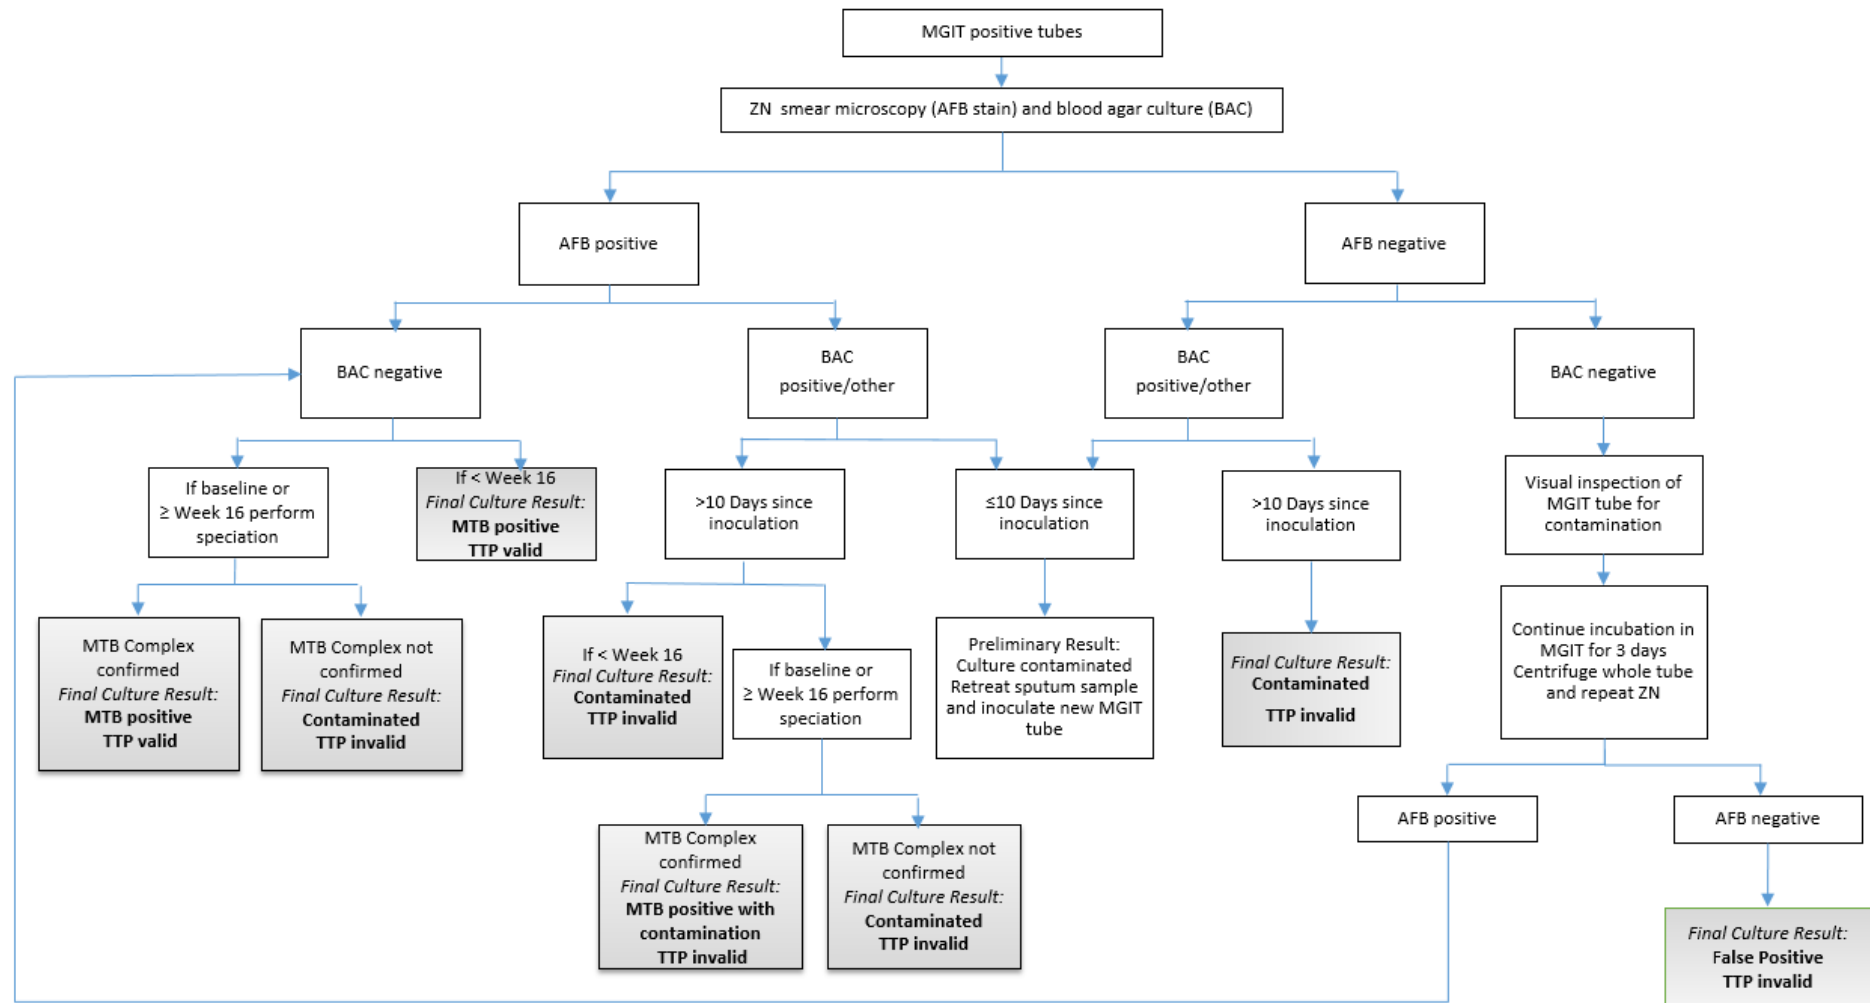 MGIT positive tubes
ZN smear microscopy (AFB stain) and blood agar culture (BAC)
AFB positive
AFB negative
BAC negative
BAC
positive/other
BAC
positive/other
BAC negative
If baseline or
≥ Week 16 perform
speciation
If < Week 16
Final Culture Result:
MTB positive
TTP valid
>10 Days since
inoculation
≤10 Days since
inoculation
>10 Days since
inoculation
Visual inspection of
MGIT tube for
contamination
MTB Complex
confirmed
Final Culture Result:
MTB positive
TTP valid
MTB Complex not
confirmed
Final Culture Result:
Contaminated
TTP invalid
If < Week 16
Final Culture Result:
Contaminated
TTP invalid
If baseline or
≥ Week 16 perform
speciation
Preliminary Result:
Culture contaminated
Retreat sputum sample
and inoculate new MGIT
tube
Final Culture Result:
Contaminated
TTP invalid
Continue incubation in
MGIT for 3 days
Centrifuge whole tube
and repeat ZN
MTB Complex
confirmed
Final Culture Result:
MTB positive with
contamination
TTP invalid
MTB Complex not
confirmed
Final Culture Result:
Contaminated
TTP invalid
AFB positive
AFB negative
Final Culture Result:
False Positive
TTP invalid